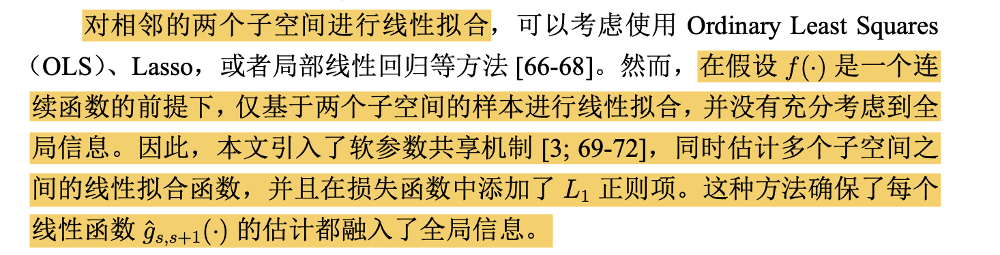 对相邻的两个子空间进行线性拟合，可以考虑使用 Ordinary Least Squares
（OLS）、Lasso，或者局部线性回归等方法 [66-68]。然而，在假设 f(·) 是一个连
续函数的前提下，仅基于两个子空间的样本进行线性拟合，并没有充分考虑到全
局信息。因此，本文引入了软参数共享机制 [3; 69-72]，同时估计多个子空间之
间的线性拟合函数，并且在损失函数中添加了 L₁ 正则项。这种方法确保了每个
线性函数 ĝₛ,ₛ₊₁(·) 的估计都融入了全局信息。